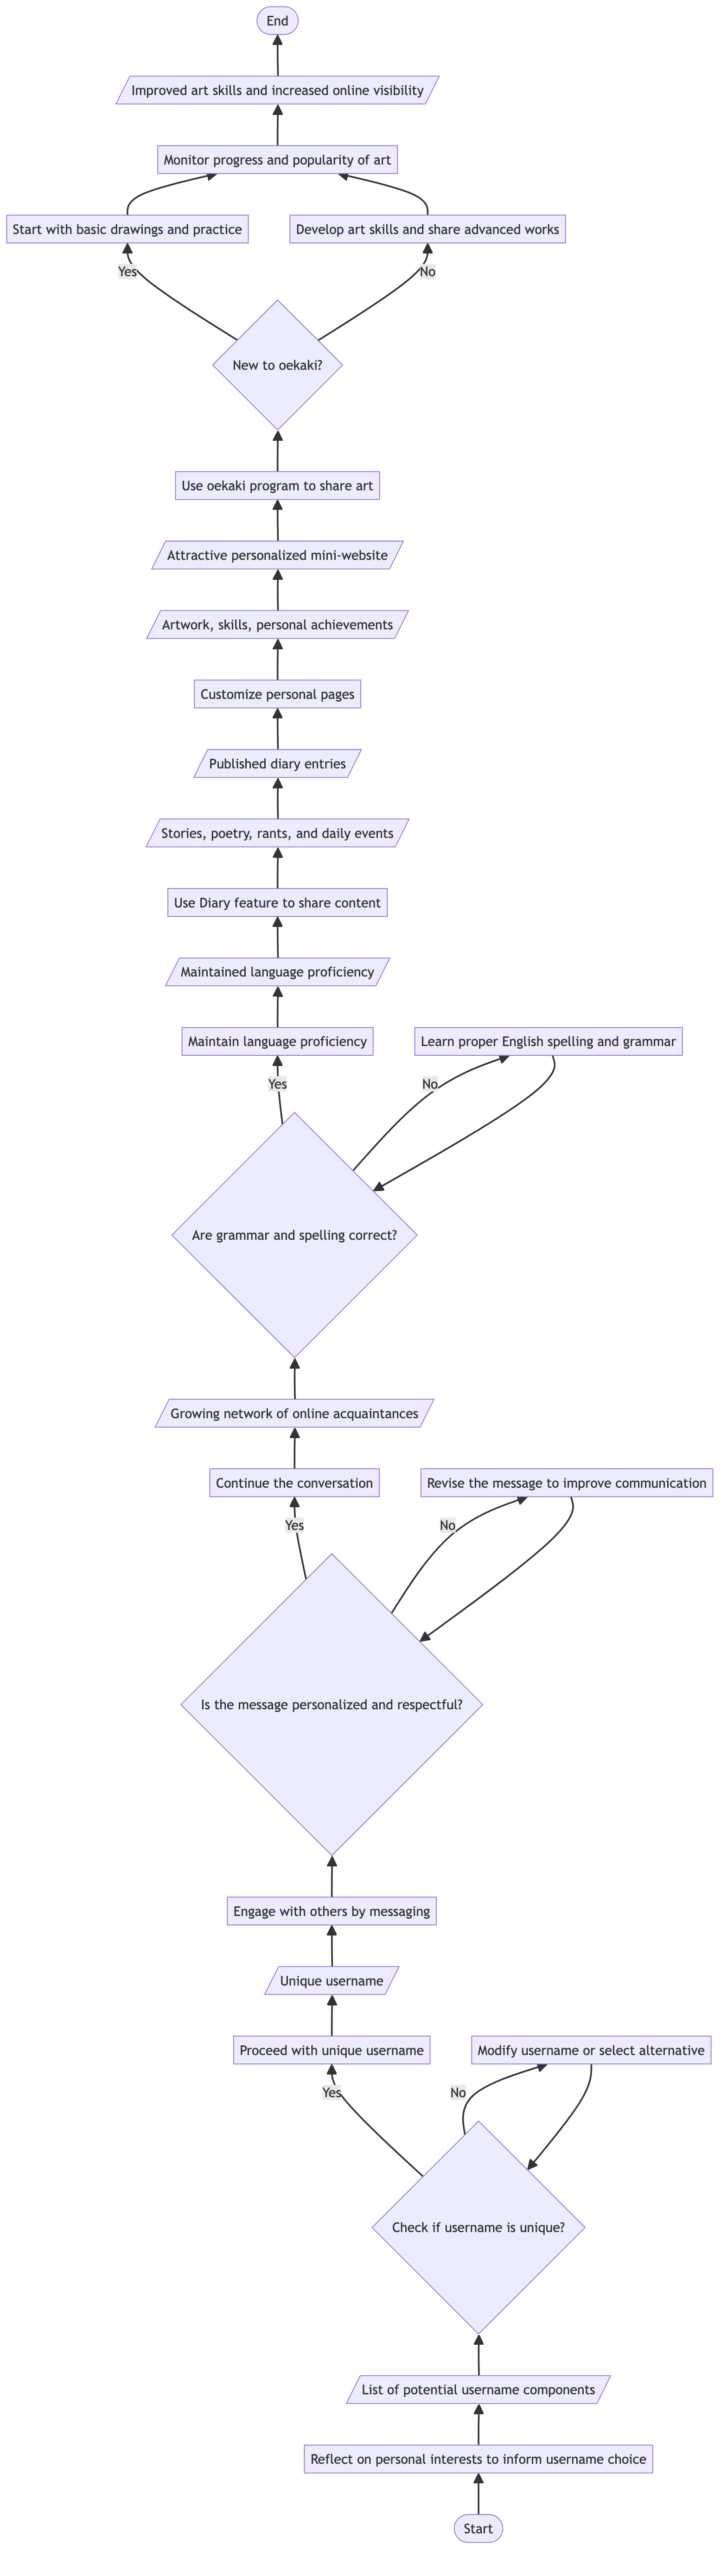 End
Improved art skills and increased online visibility
Monitor progress and popularity of art
Start with basic drawings and practice
Develop art skills and share advanced works
Yes
No
New to oekaki?
Use oekaki program to share art
Attractive personalized mini-website
Artwork, skills, personal achievements
Customize personal pages
Published diary entries
Stories, poetry, rants, and daily events
Use Diary feature to share content
Maintained language proficiency
Maintain language proficiency
Learn proper English spelling and grammar
Yes
No
Are grammar and spelling correct?
Growing network of online acquaintances
Continue the conversation
Revise the message to improve communication
Yes
No
Is the message personalized and respectful?
Engage with others by messaging
Unique username
Proceed with unique username
Modify username or select alternative
Yes
No
Check if username is unique?
List of potential username components
Reflect on personal interests to inform username choice
Start